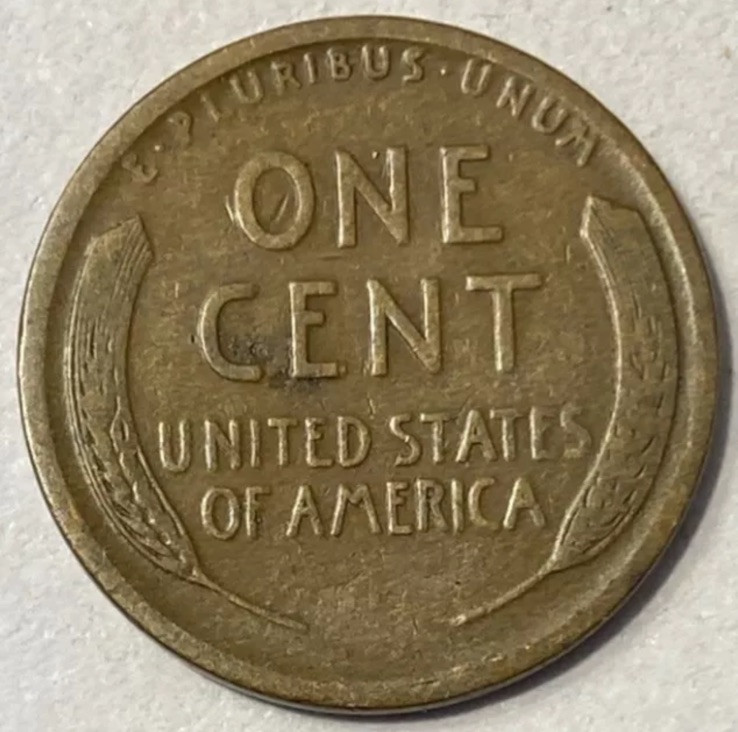 E · PLURIBUS · UNUM
ONE
CENT
UNITED STATES
OF AMERICA